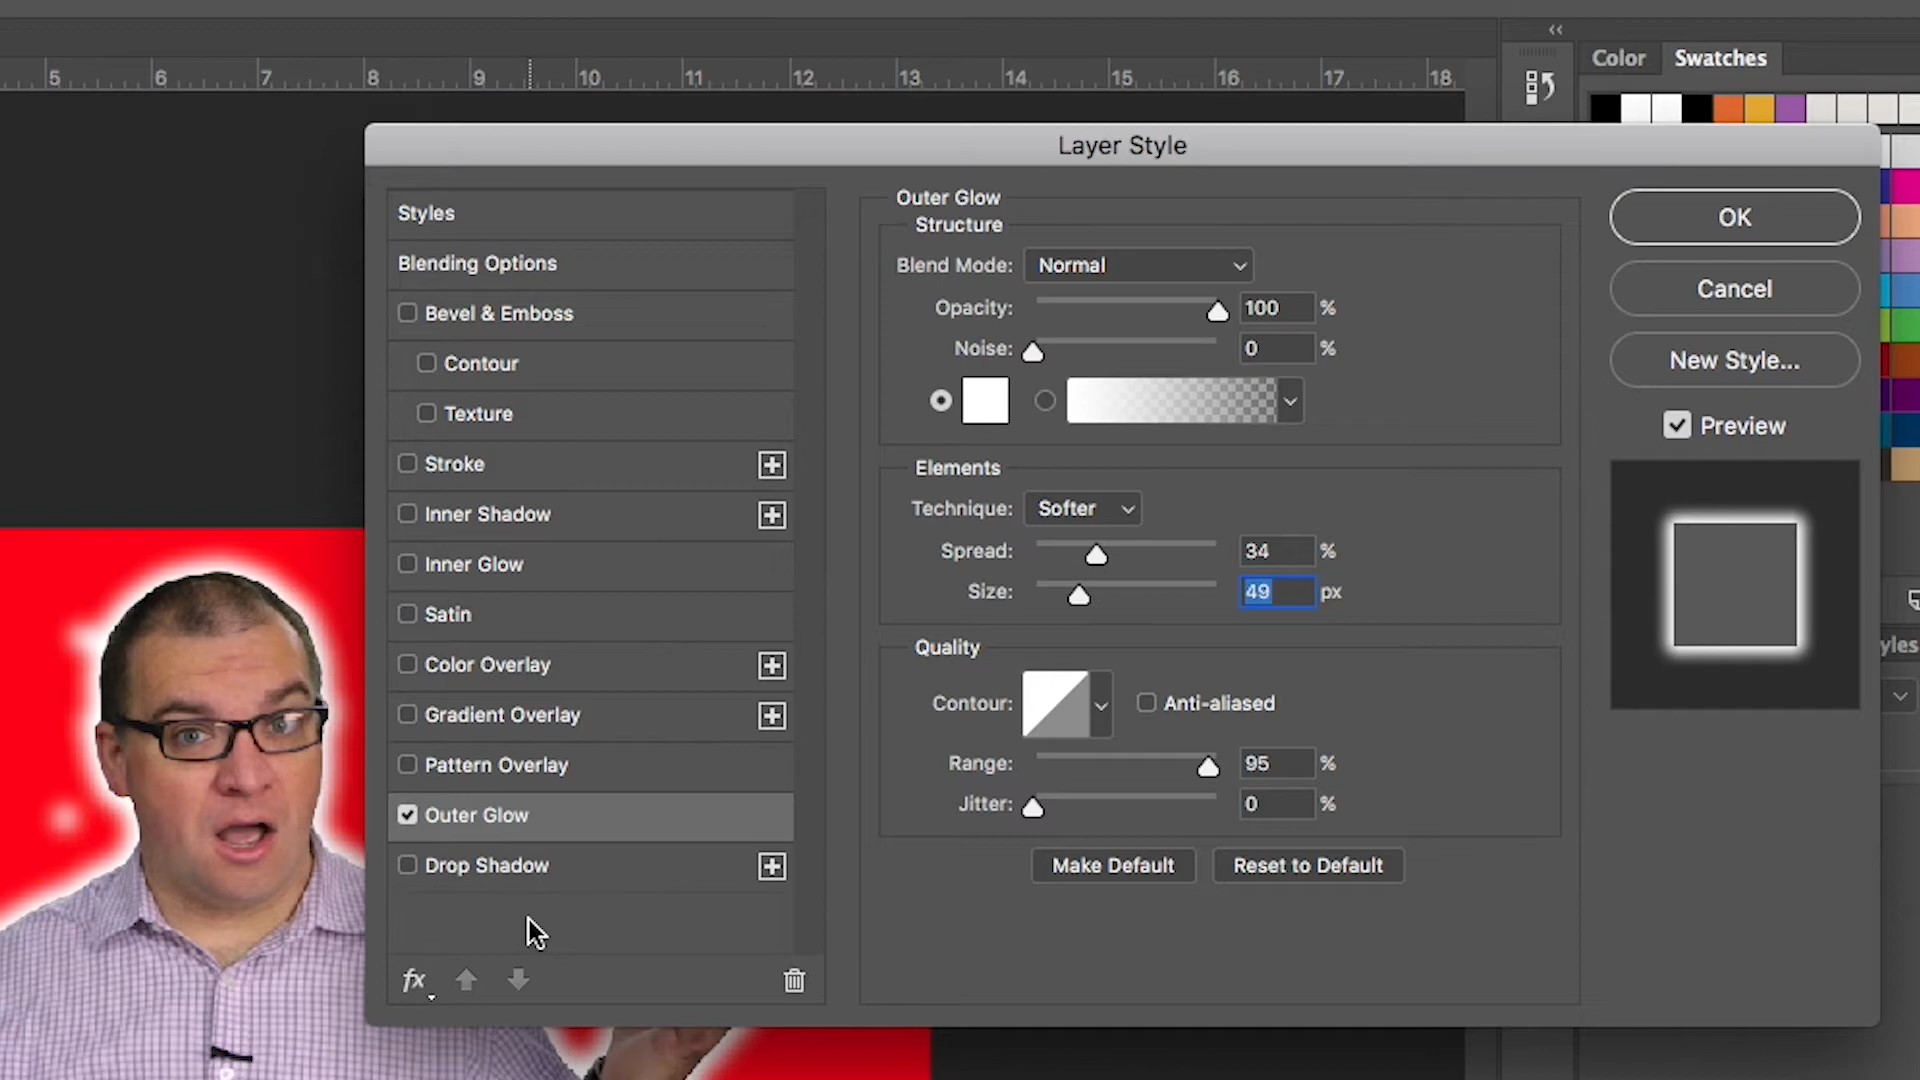 5 6 7 8 9 10 11 12 13 14 15 16 17 18
Color Swatches
Layer Style
Styles
Blending Options
Bevel & Emboss
Contour
Texture
Stroke
Inner Shadow
Inner Glow
Satin
Color Overlay
Gradient Overlay
Pattern Overlay
Outer Glow
Drop Shadow
fx
Outer Glow
Structure
Blend Mode: Normal
Opacity: 100 %
Noise: 0 %
Elements
Technique: Softer
Spread: 34 %
Size: 49 px
Quality
Contour: Anti-aliased
Range: 95 %
Jitter: 0 %
Make Default Reset to Default
OK
Cancel
New Style...
Preview
yles